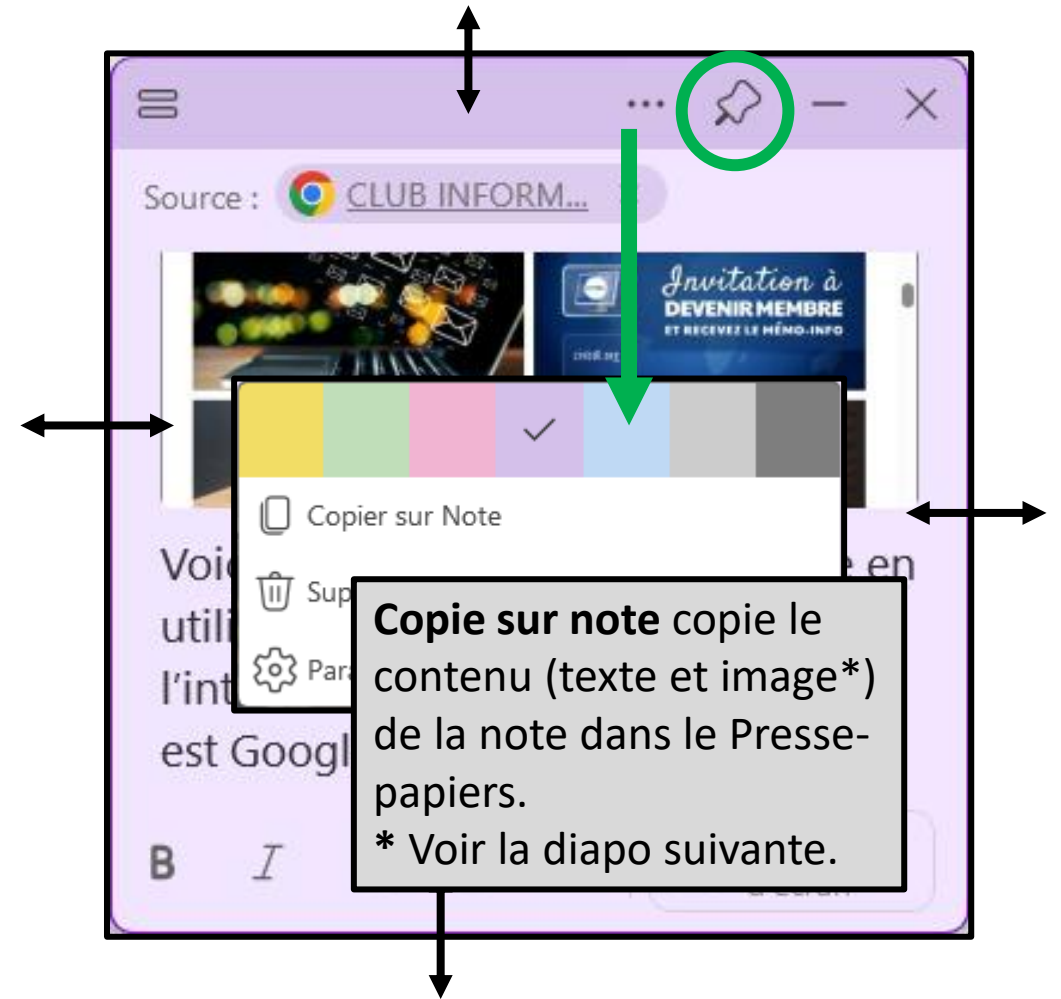 Source : CLUB INFORM...
Invitation à
DEVENIR MEMBRE
ET RECEVEZ LE MÉMO-INFO
Copier sur Note
Voi
en
utili
l'int
est Googl
Sup
Par
Copie sur note copie le
contenu (texte et image*)
de la note dans le Presse-
papiers.
* Voir la diapo suivante.
B I